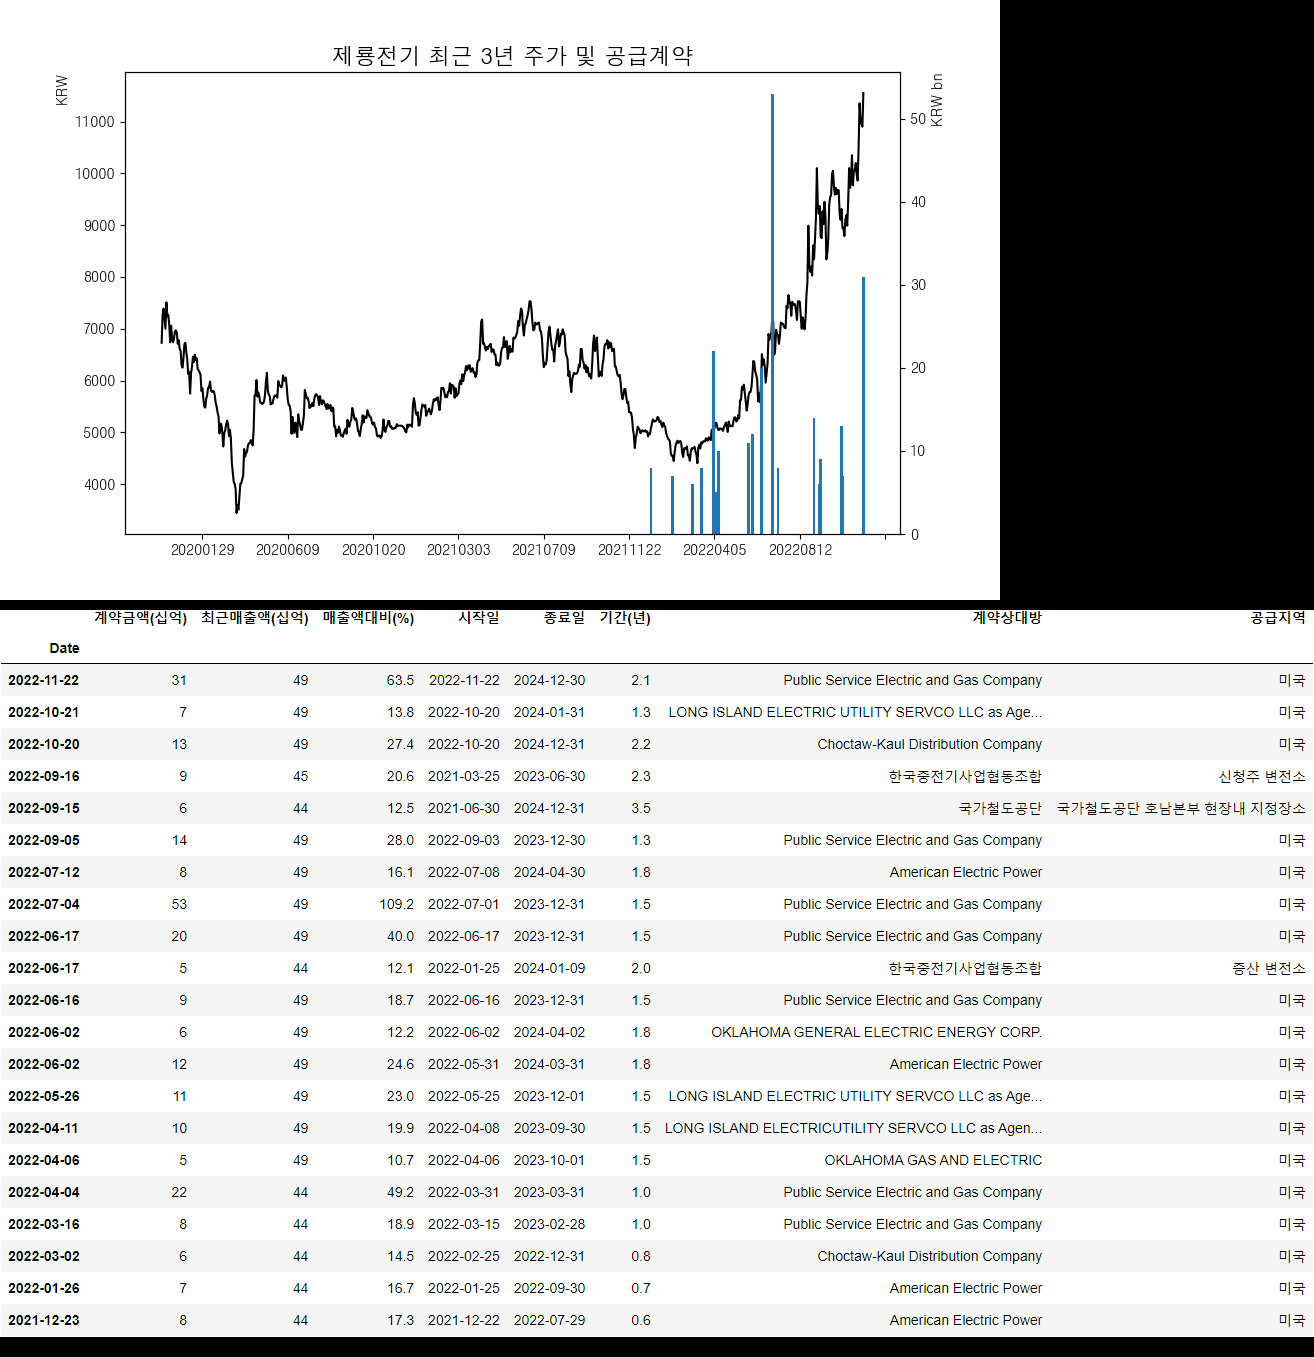 제룡전기 최근 3년 주가 및 공급계약
KRW
KRW bn
11000
10000
9000
8000
7000
6000
5000
4000
50
40
30
20
10
0
20200129 20200609 20201020 20210303 20210709 20211122 20220405 20220812
계약금액(십억) 최근매출액(십억) 매출액대비(%) 시작일 종료일 기간(년) 계약상대방 공급지역
Date
2022-11-22 31 49 63.5 2022-11-22 2024-12-30 2.1 Public Service Electric and Gas Company 미국
2022-10-21 7 49 13.8 2022-10-20 2024-01-31 1.3 LONG ISLAND ELECTRIC UTILITY SERVCO LLC as Age... 미국
2022-10-20 13 49 27.4 2022-10-20 2024-12-31 2.2 Choctaw-Kaul Distribution Company 미국
2022-09-16 9 45 20.6 2021-03-25 2023-06-30 2.3 한국중전기사업협동조합 신청주 변전소
2022-09-15 6 44 12.5 2021-06-30 2024-12-31 3.5 국가철도공단 국가철도공단 호남본부 현장내 지정장소
2022-09-05 14 49 28.0 2022-09-03 2023-12-30 1.3 Public Service Electric and Gas Company 미국
2022-07-12 8 49 16.1 2022-07-08 2024-04-30 1.8 American Electric Power 미국
2022-07-04 53 49 109.2 2022-07-01 2023-12-31 1.5 Public Service Electric and Gas Company 미국
2022-06-17 20 49 40.0 2022-06-17 2023-12-31 1.5 Public Service Electric and Gas Company 미국
2022-06-17 5 44 12.1 2022-01-25 2024-01-09 2.0 한국중전기사업협동조합 증산 변전소
2022-06-16 9 49 18.7 2022-06-16 2023-12-31 1.5 Public Service Electric and Gas Company 미국
2022-06-02 6 49 12.2 2022-06-02 2024-04-02 1.8 OKLAHOMA GENERAL ELECTRIC ENERGY CORP. 미국
2022-06-02 12 49 24.6 2022-05-31 2024-03-31 1.8 American Electric Power 미국
2022-05-26 11 49 23.0 2022-05-25 2023-12-01 1.5 LONG ISLAND ELECTRIC UTILITY SERVCO LLC as Age... 미국
2022-04-11 10 49 19.9 2022-04-08 2023-09-30 1.5 LONG ISLAND ELECTRICUTILITY SERVCO LLC as Agen... 미국
2022-04-06 5 49 10.7 2022-04-06 2023-10-01 1.5 OKLAHOMA GAS AND ELECTRIC 미국
2022-04-04 22 44 49.2 2022-03-31 2023-03-31 1.0 Public Service Electric and Gas Company 미국
2022-03-16 8 44 18.9 2022-03-15 2023-02-28 1.0 Public Service Electric and Gas Company 미국
2022-03-02 6 44 14.5 2022-02-25 2022-12-31 0.8 Choctaw-Kaul Distribution Company 미국
2022-01-26 7 44 16.7 2022-01-25 2022-09-30 0.7 American Electric Power 미국
2021-12-23 8 44 17.3 2021-12-22 2022-07-29 0.6 American Electric Power 미국